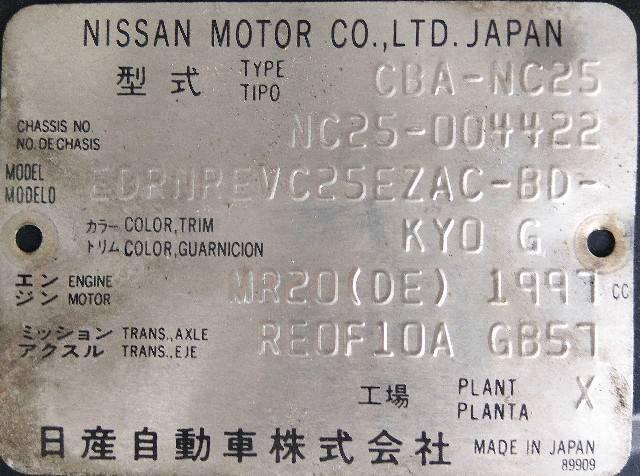 NISSAN MOTOR CO.,LTD. JAPAN
型式 TYPE TIPO CBA-NC25
CHASSIS NO. NO.DE CHASIS NC25-004422
MODEL MODELO EDRNREVC25EZAC-BD-
カラー COLOR,TRIM
トリム COLOR,GUARNICION KYO G
エンジン ENGINE MOTOR MR20(DE) 1997 CC
ミッション TRANS.,AXLE
アクスル TRANS.,EJE RE0F10A GB57
工場 PLANT PLANTA X
日産自動車株式会社 MADE IN JAPAN
89909